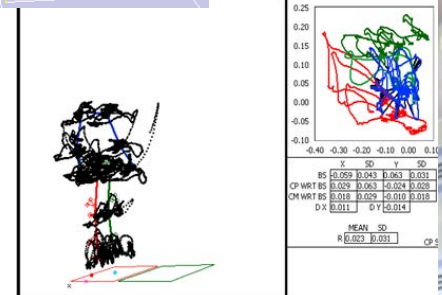 0.25
0.20
0.15
0.10
0.05
0.00
-0.05
-0.10
-0.40 -0.30 -0.20 -0.10 0.00 0.10
X SD Y SD
BS -0.059 0.043 0.063 0.031
CP WRT BS 0.029 0.063 -0.024 0.028
CM WRT BS 0.018 0.029 -0.010 0.018
D X 0.011 D Y -0.014
MEAN SD
R 0.023 0.031
CP
X